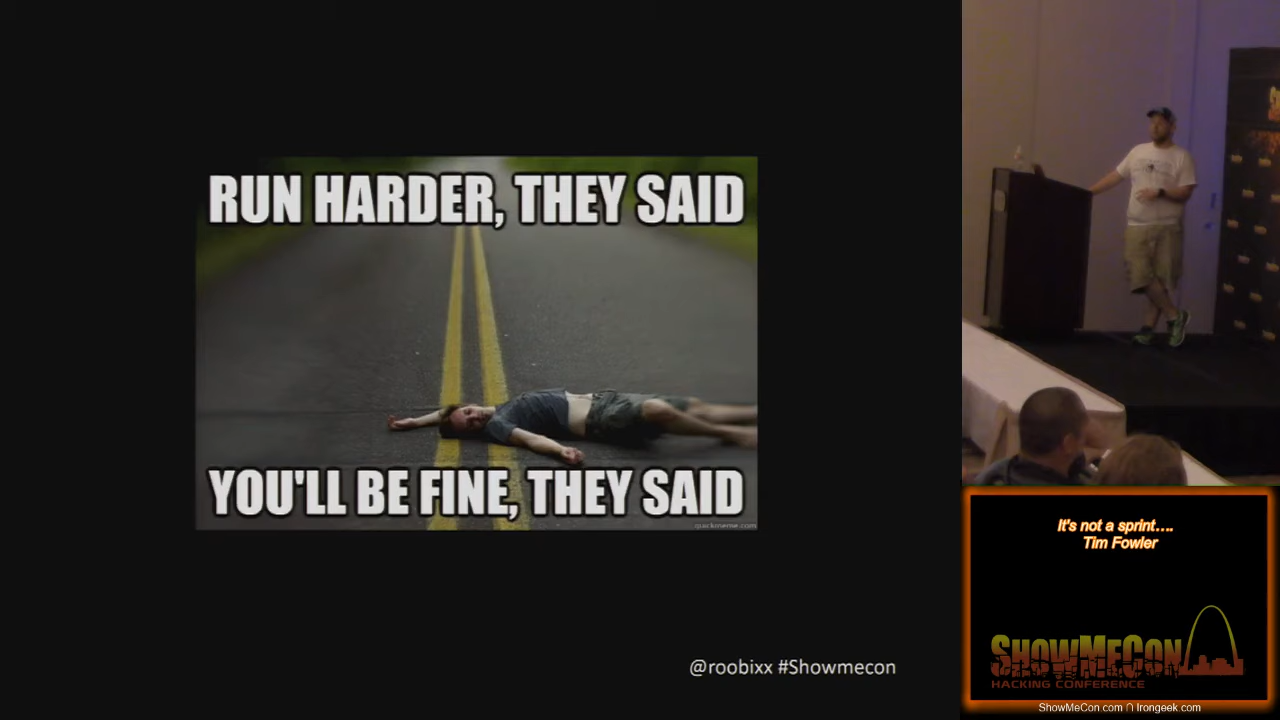 RUN HARDER, THEY SAID
YOU'LL BE FINE, THEY SAID
quickmeme.com
@roobixx #Showmecon
It's not a sprint....
Tim Fowler
SHOWMECON
HACKING CONFERENCE
ShowMeCon.com ∩ Irongeek.com